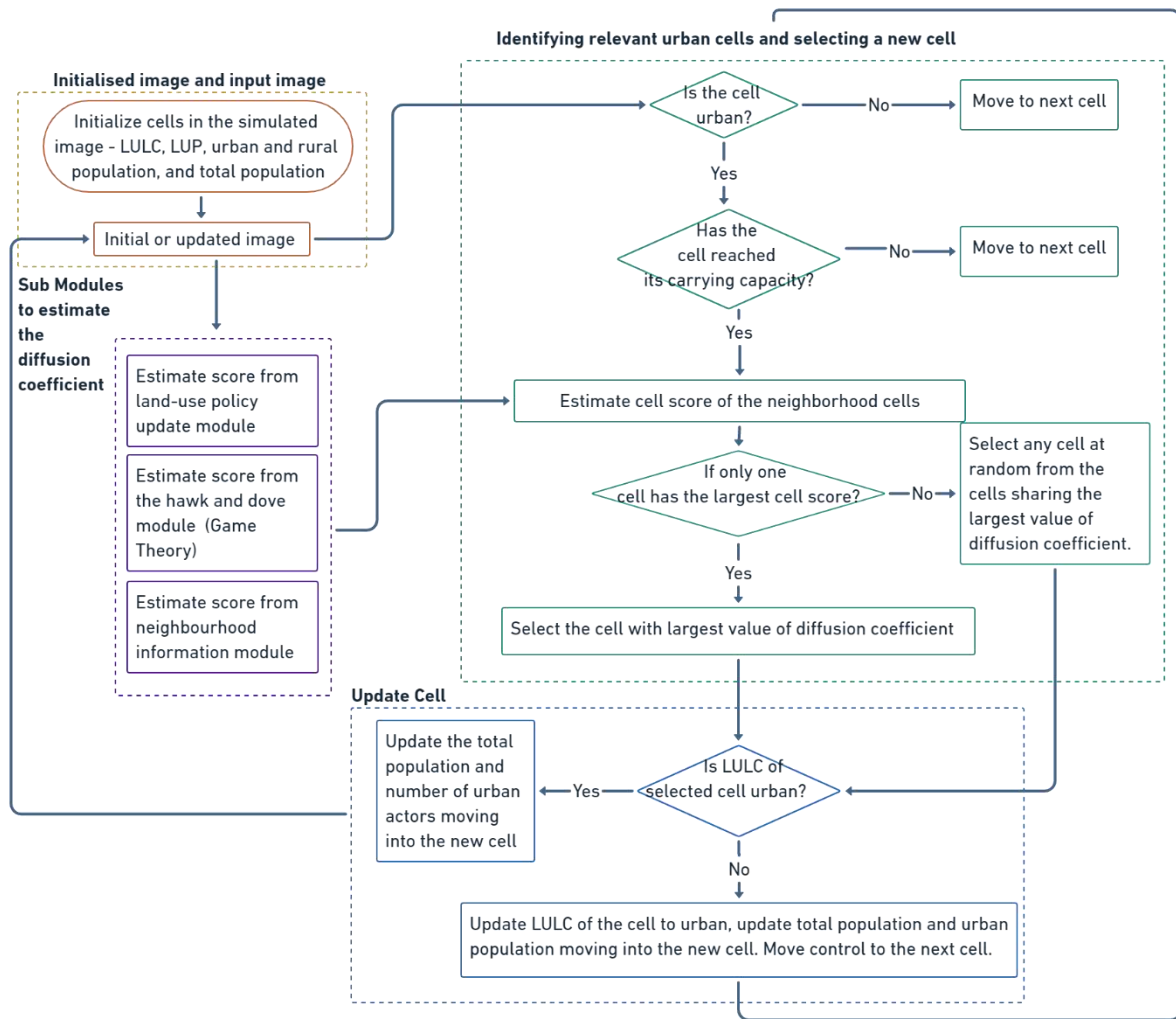 Identifying relevant urban cells and selecting a new cell
Initialised image and input image
Initialize cells in the simulated
image - LULC, LUP, urban and rural
population, and total population
Initial or updated image
Is the cell
urban?
No
Move to next cell
Yes
Has the
cell reached
its carrying capacity?
No
Move to next cell
Yes
Sub Modules
to estimate
the
diffusion
coefficient
Estimate score from
land-use policy
update module
Estimate score from
the hawk and dove
module (Game
Theory)
Estimate score from
neighbourhood
information module
Estimate cell score of the neighborhood cells
If only one
cell has the largest cell score?
No
Select any cell at
random from the
cells sharing the
largest value of
diffusion coefficient.
Yes
Select the cell with largest value of diffusion coefficient
Update Cell
Is LULC of
selected cell urban?
Yes
Update the total
population and
number of urban
actors moving
into the new cell
No
Update LULC of the cell to urban, update total population and urban
population moving into the new cell. Move control to the next cell.